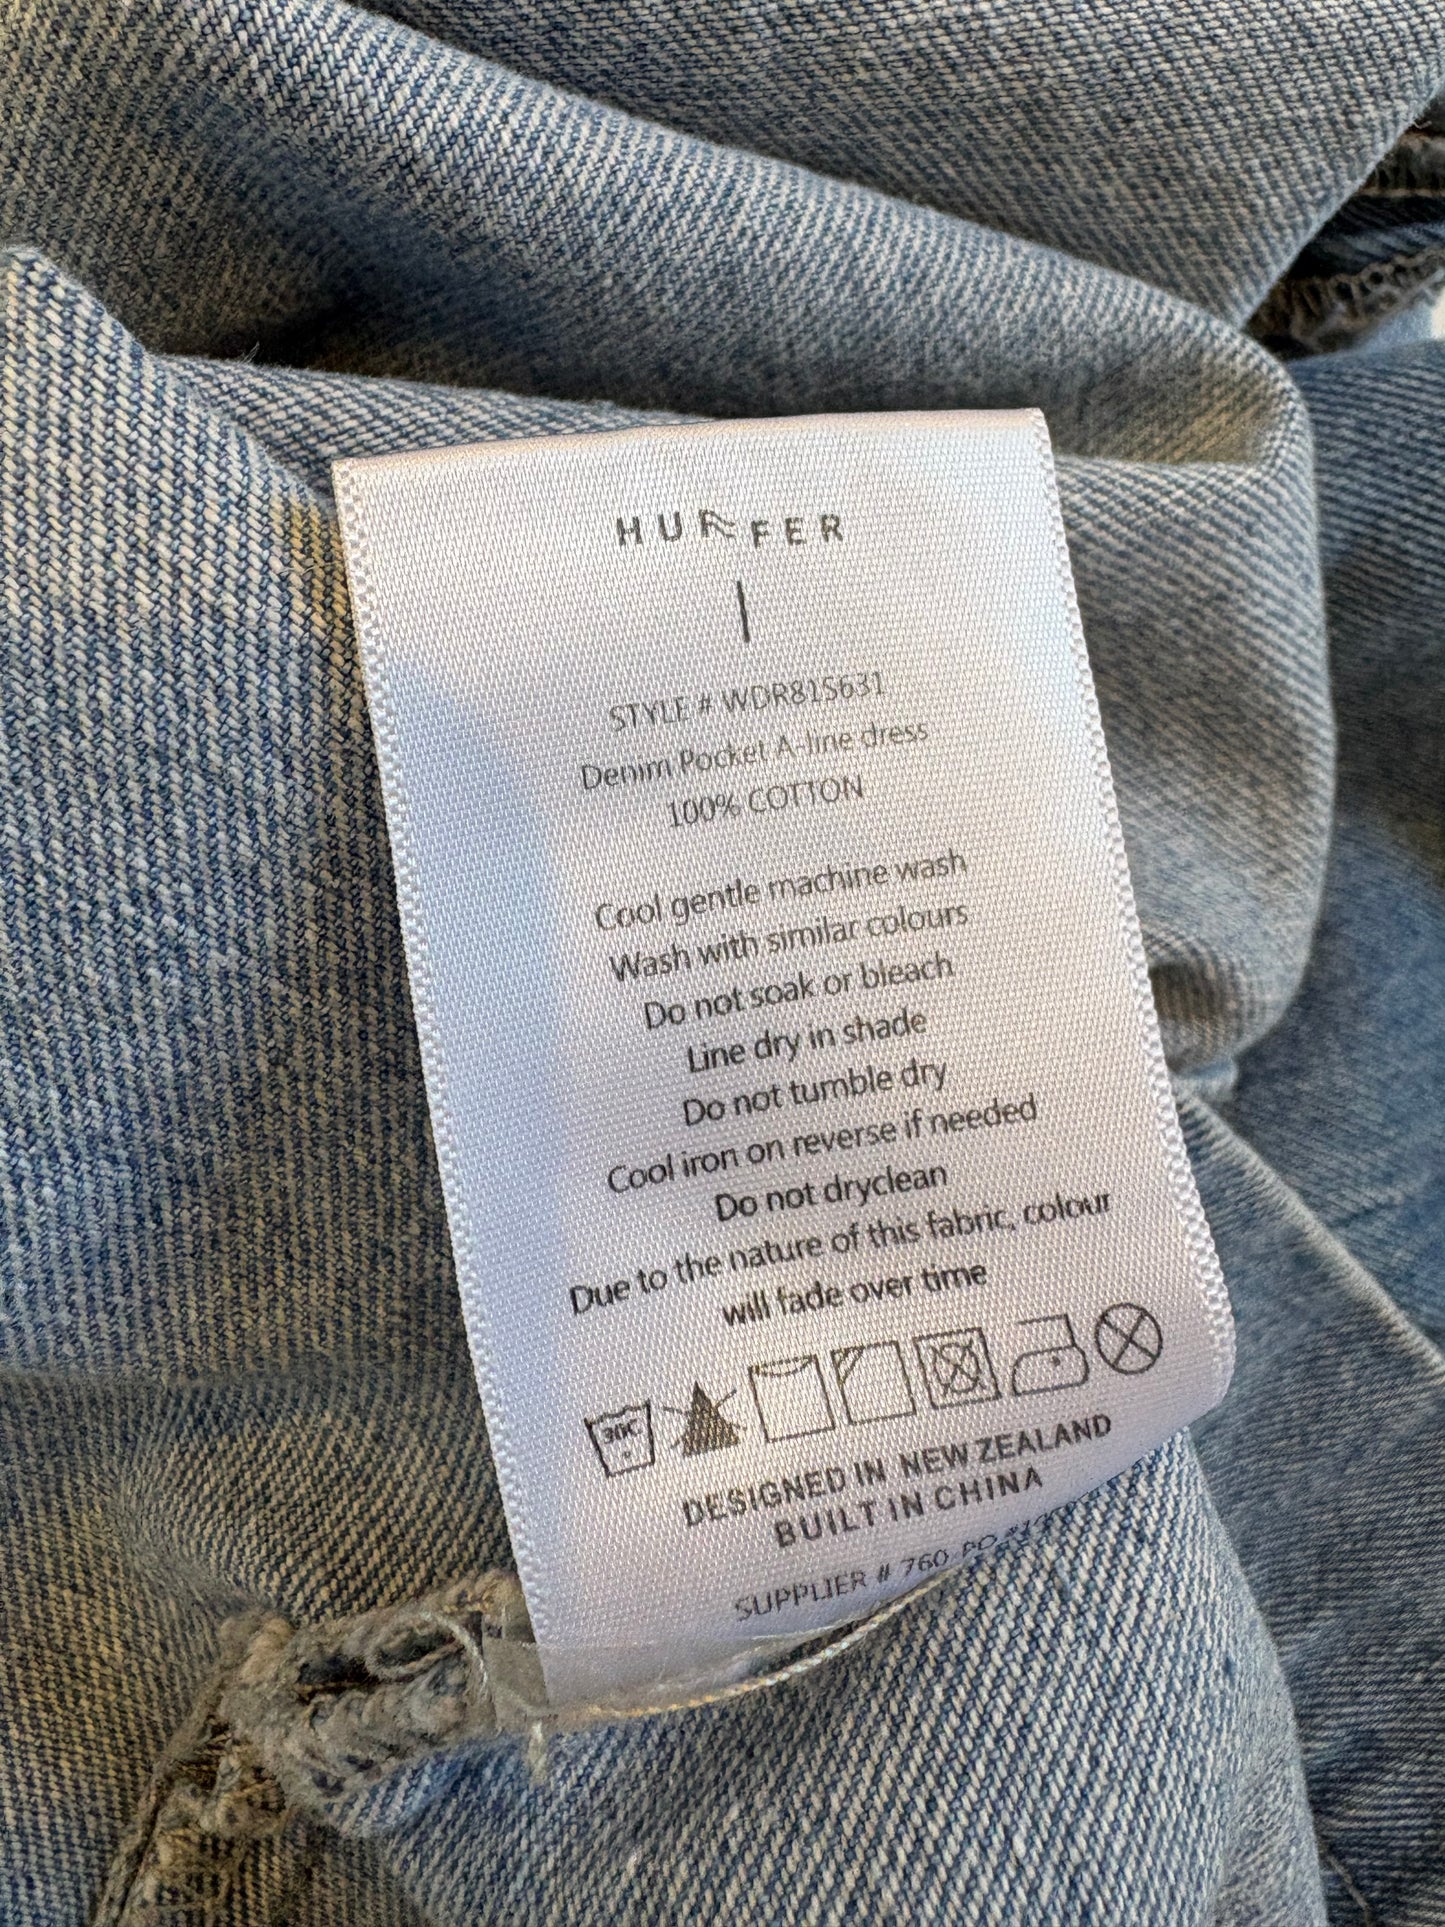 HUFFER
STYLE # WDR81S631
Denim Pocket A-line dress
100% COTTON
Cool gentle machine wash
Wash with similar colours
Do not soak or bleach
Line dry in shade
Do not tumble dry
Cool iron on reverse if needed
Do not dryclean
Due to the nature of this fabric, colour
will fade over time
30C
DESIGNED IN NEW ZEALAND
BUILT IN CHINA
SUPPLIER # 760 PO